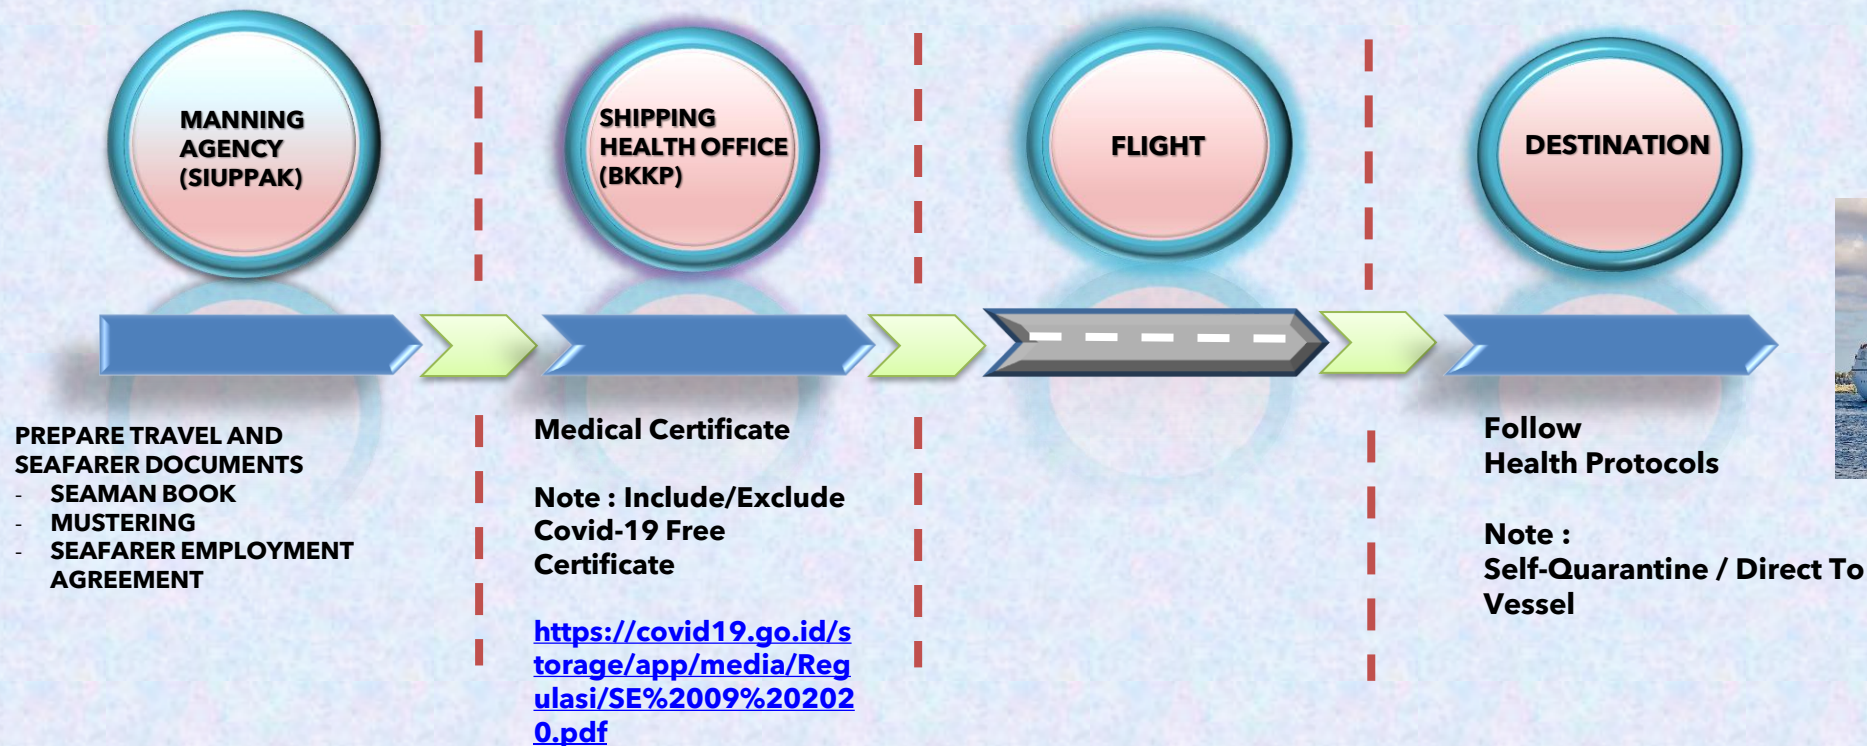 MANNING
AGENCY
(SIUPPAK)
SHIPPING
HEALTH OFFICE
(BKKP)
FLIGHT
DESTINATION
PREPARE TRAVEL AND
SEAFARER DOCUMENTS
- SEAMAN BOOK
- MUSTERING
- SEAFARER EMPLOYMENT
AGREEMENT
Medical Certificate
Note : Include/Exclude
Covid-19 Free
Certificate
https://covid19.go.id/s
torage/app/media/Reg
ulasi/SE%2009%20202
0.pdf
Follow
Health Protocols
Note :
Self-Quarantine / Direct To
Vessel